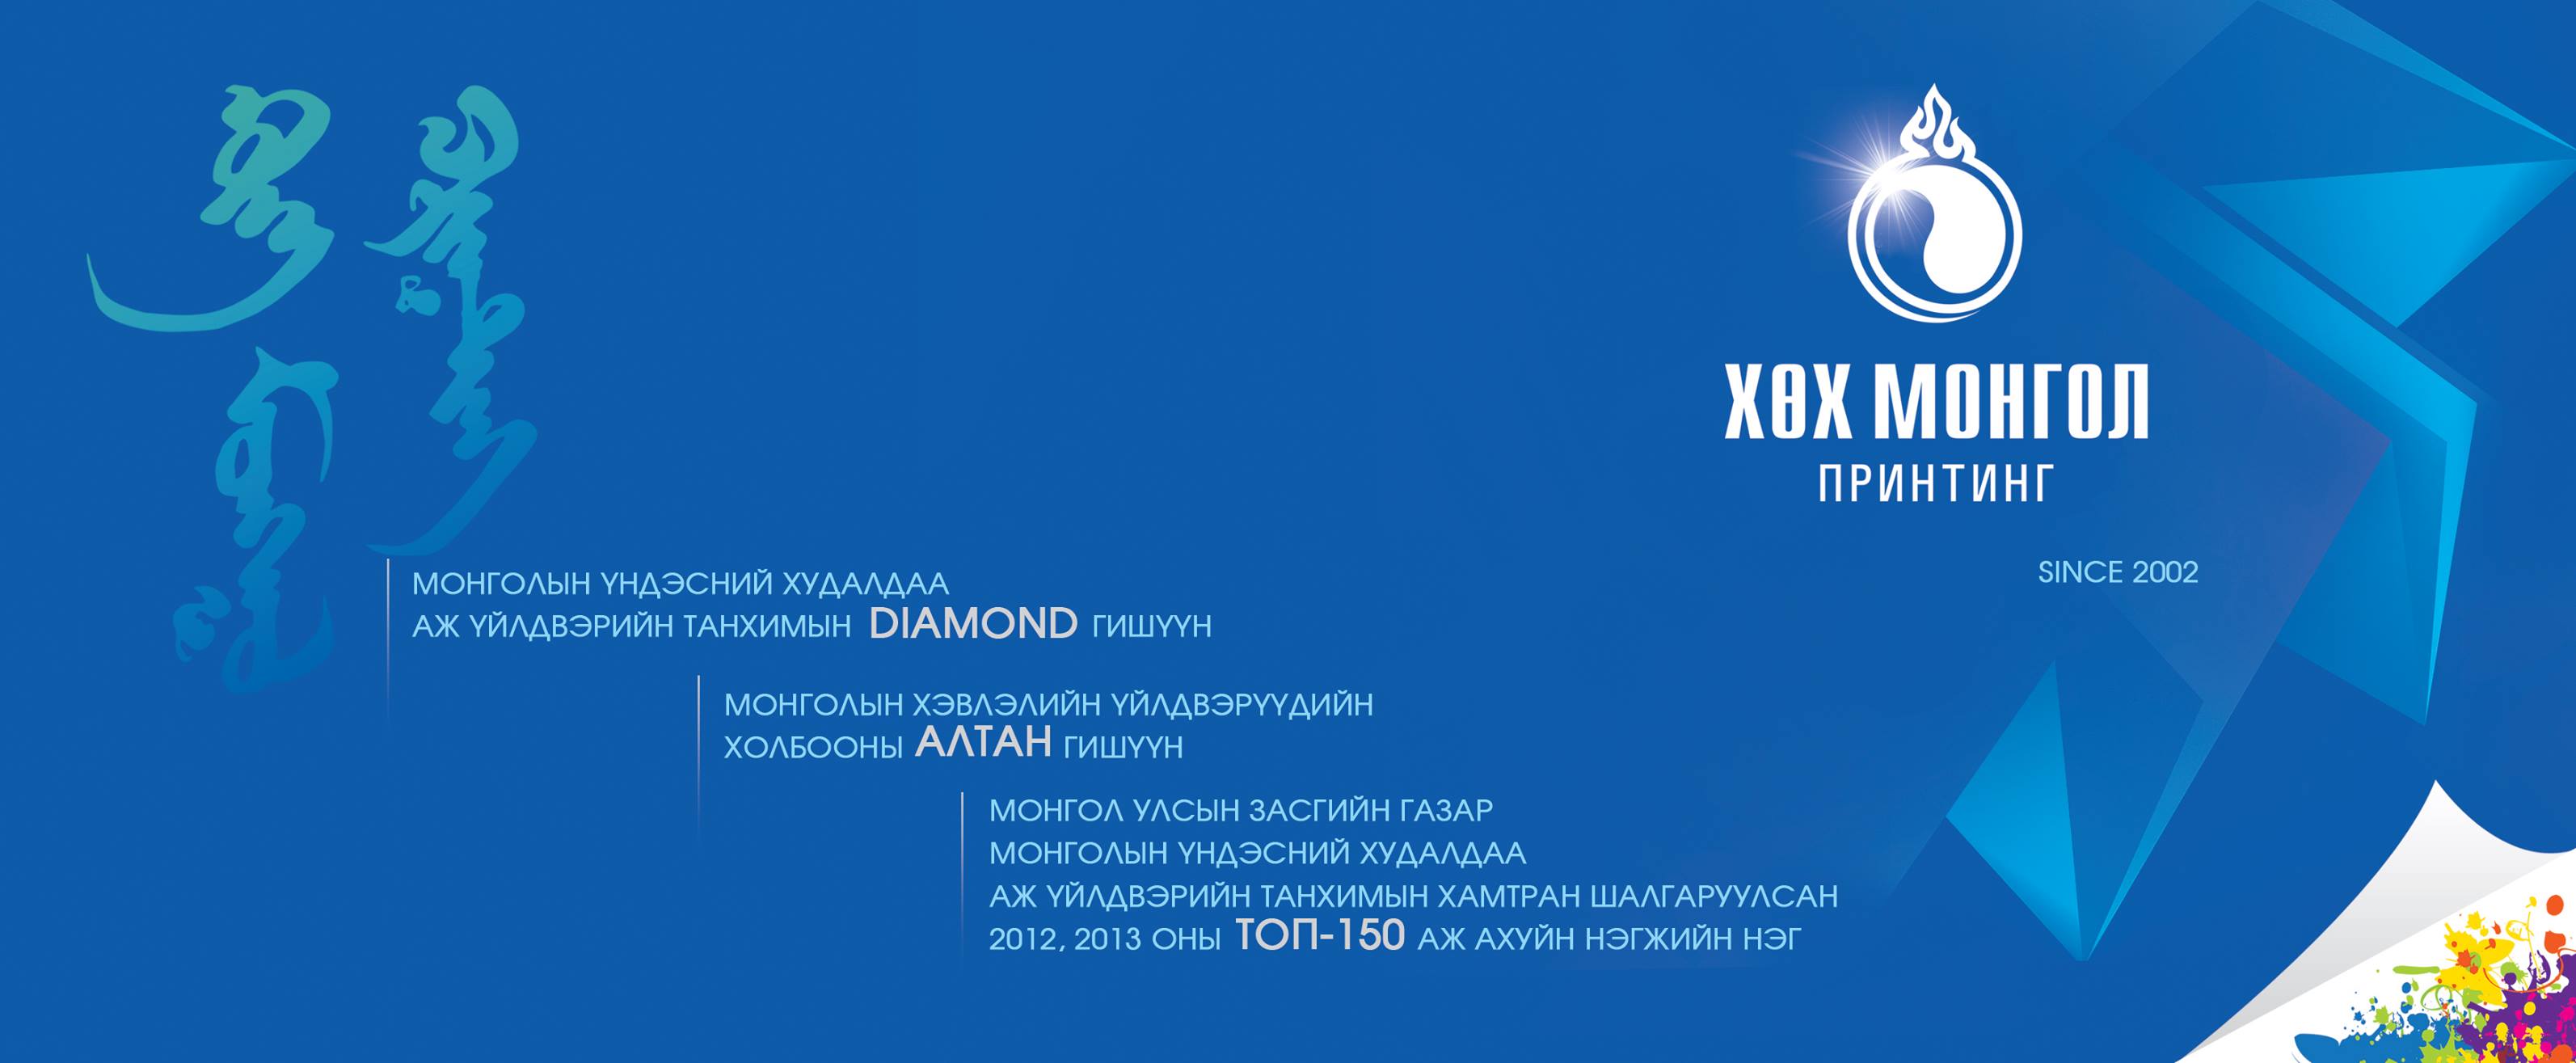 ХӨХ МОНГОЛ
ПРИНТИНГ
SINCE 2002
МОНГОЛЫН ҮНДЭСНИЙ ХУДАЛДАА
АЖ ҮЙЛДВЭРИЙН ТАНХИМЫН DIAMOND ГИШҮҮН
МОНГОЛЫН ХЭВЛЭЛИЙН ҮЙЛДВЭРҮҮДИЙН
ХОЛБООНЫ АЛТАН ГИШҮҮН
МОНГОЛ УЛСЫН ЗАСГИЙН ГАЗАР
МОНГОЛЫН ҮНДЭСНИЙ ХУДАЛДАА
АЖ ҮЙЛДВЭРИЙН ТАНХИМЫН ХАМТРАН ШАЛГАРУУЛСАН
2012, 2013 ОНЫ ТОП-150 АЖ АХУЙН НЭГЖИЙН НЭГ